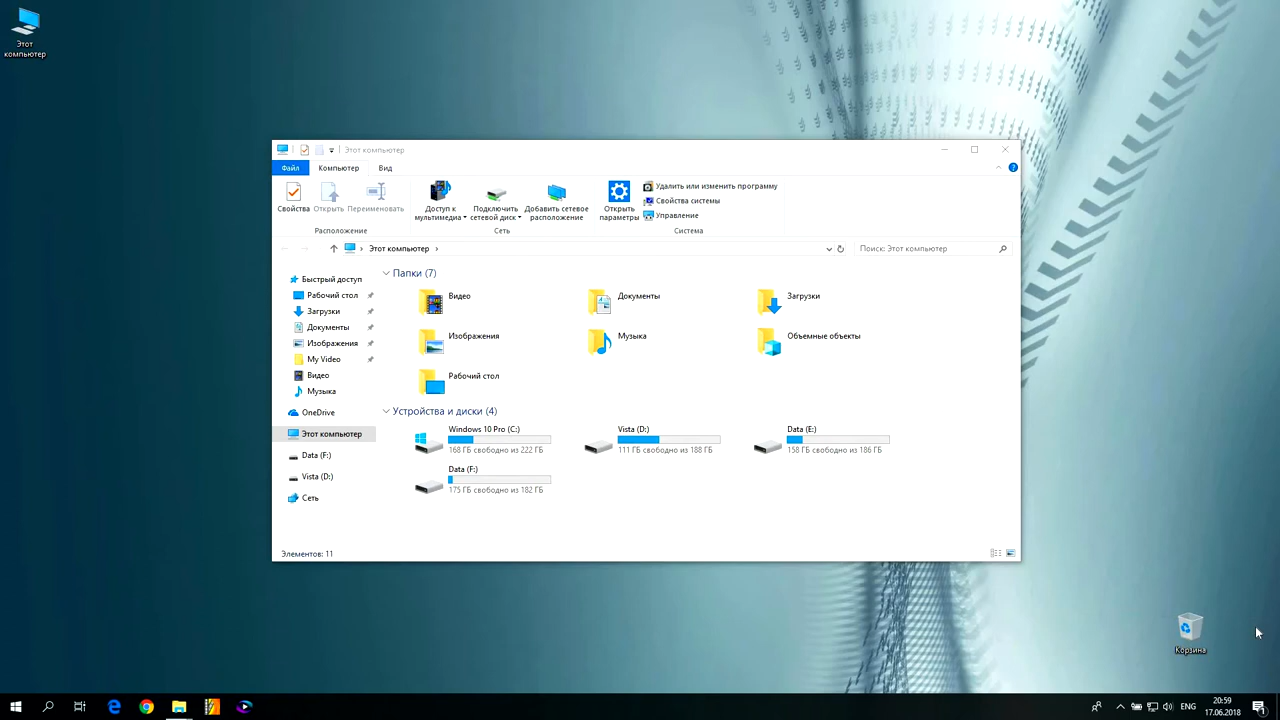 Этот
компьютер
Этот компьютер
Файл
Компьютер
Вид
Свойства
Открыть
Переименовать
Расположение
Доступ к
мультимедиа
Подключить
сетевой диск
Добавить сетевое
расположение
Сеть
Открыть
параметры
Удалить или изменить программу
Свойства системы
Управление
Система
Этот компьютер
Поиск: Этот компьютер
Быстрый доступ
Рабочий стол
Загрузки
Документы
Изображения
My Video
Видео
Музыка
OneDrive
Этот компьютер
Data (F:)
Vista (D:)
Сеть
Папки (7)
Видео
Документы
Загрузки
Изображения
Музыка
Объемные объекты
Рабочий стол
Устройства и диски (4)
Windows 10 Pro (C:)
168 ГБ свободно из 222 ГБ
Vista (D:)
111 ГБ свободно из 188 ГБ
Data (E:)
158 ГБ свободно из 186 ГБ
Data (F:)
175 ГБ свободно из 182 ГБ
Элементов: 11
Корзина
ENG
20:59
17.06.2018
1